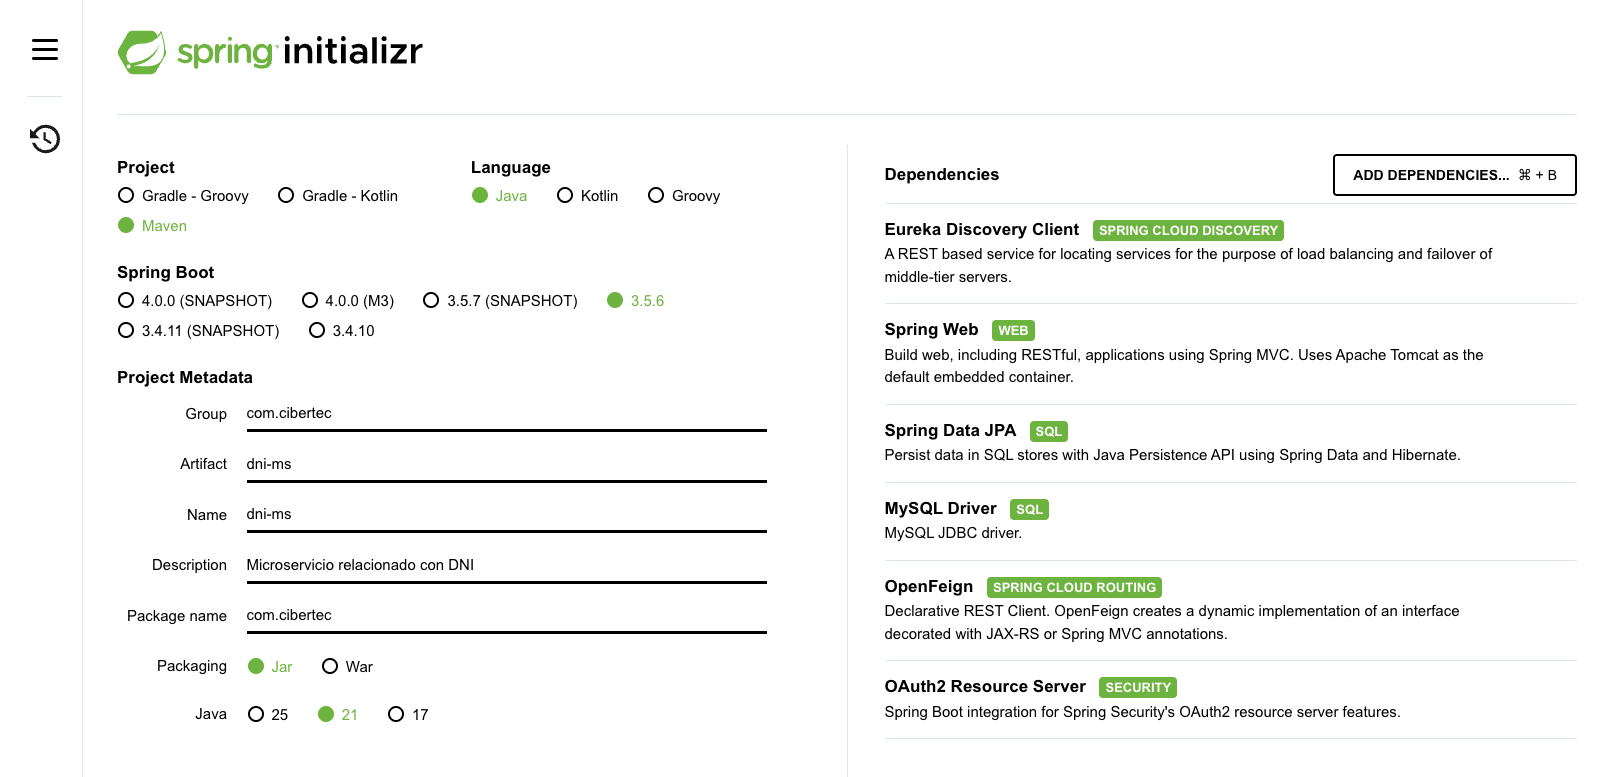 spring initializr
Project
Gradle - Groovy Gradle - Kotlin
Maven
Language
Java Kotlin Groovy
Spring Boot
4.0.0 (SNAPSHOT) 4.0.0 (M3) 3.5.7 (SNAPSHOT) 3.5.6
3.4.11 (SNAPSHOT) 3.4.10
Project Metadata
Group com.cibertec
Artifact dni-ms
Name dni-ms
Description Microservicio relacionado con DNI
Package name com.cibertec
Packaging Jar War
Java 25 21 17
Dependencies ADD DEPENDENCIES... ⌘ + B
Eureka Discovery Client SPRING CLOUD DISCOVERY
A REST based service for locating services for the purpose of load balancing and failover of
middle-tier servers.
Spring Web WEB
Build web, including RESTful, applications using Spring MVC. Uses Apache Tomcat as the
default embedded container.
Spring Data JPA SQL
Persist data in SQL stores with Java Persistence API using Spring Data and Hibernate.
MySQL Driver SQL
MySQL JDBC driver.
OpenFeign SPRING CLOUD ROUTING
Declarative REST Client. OpenFeign creates a dynamic implementation of an interface
decorated with JAX-RS or Spring MVC annotations.
OAuth2 Resource Server SECURITY
Spring Boot integration for Spring Security's OAuth2 resource server features.